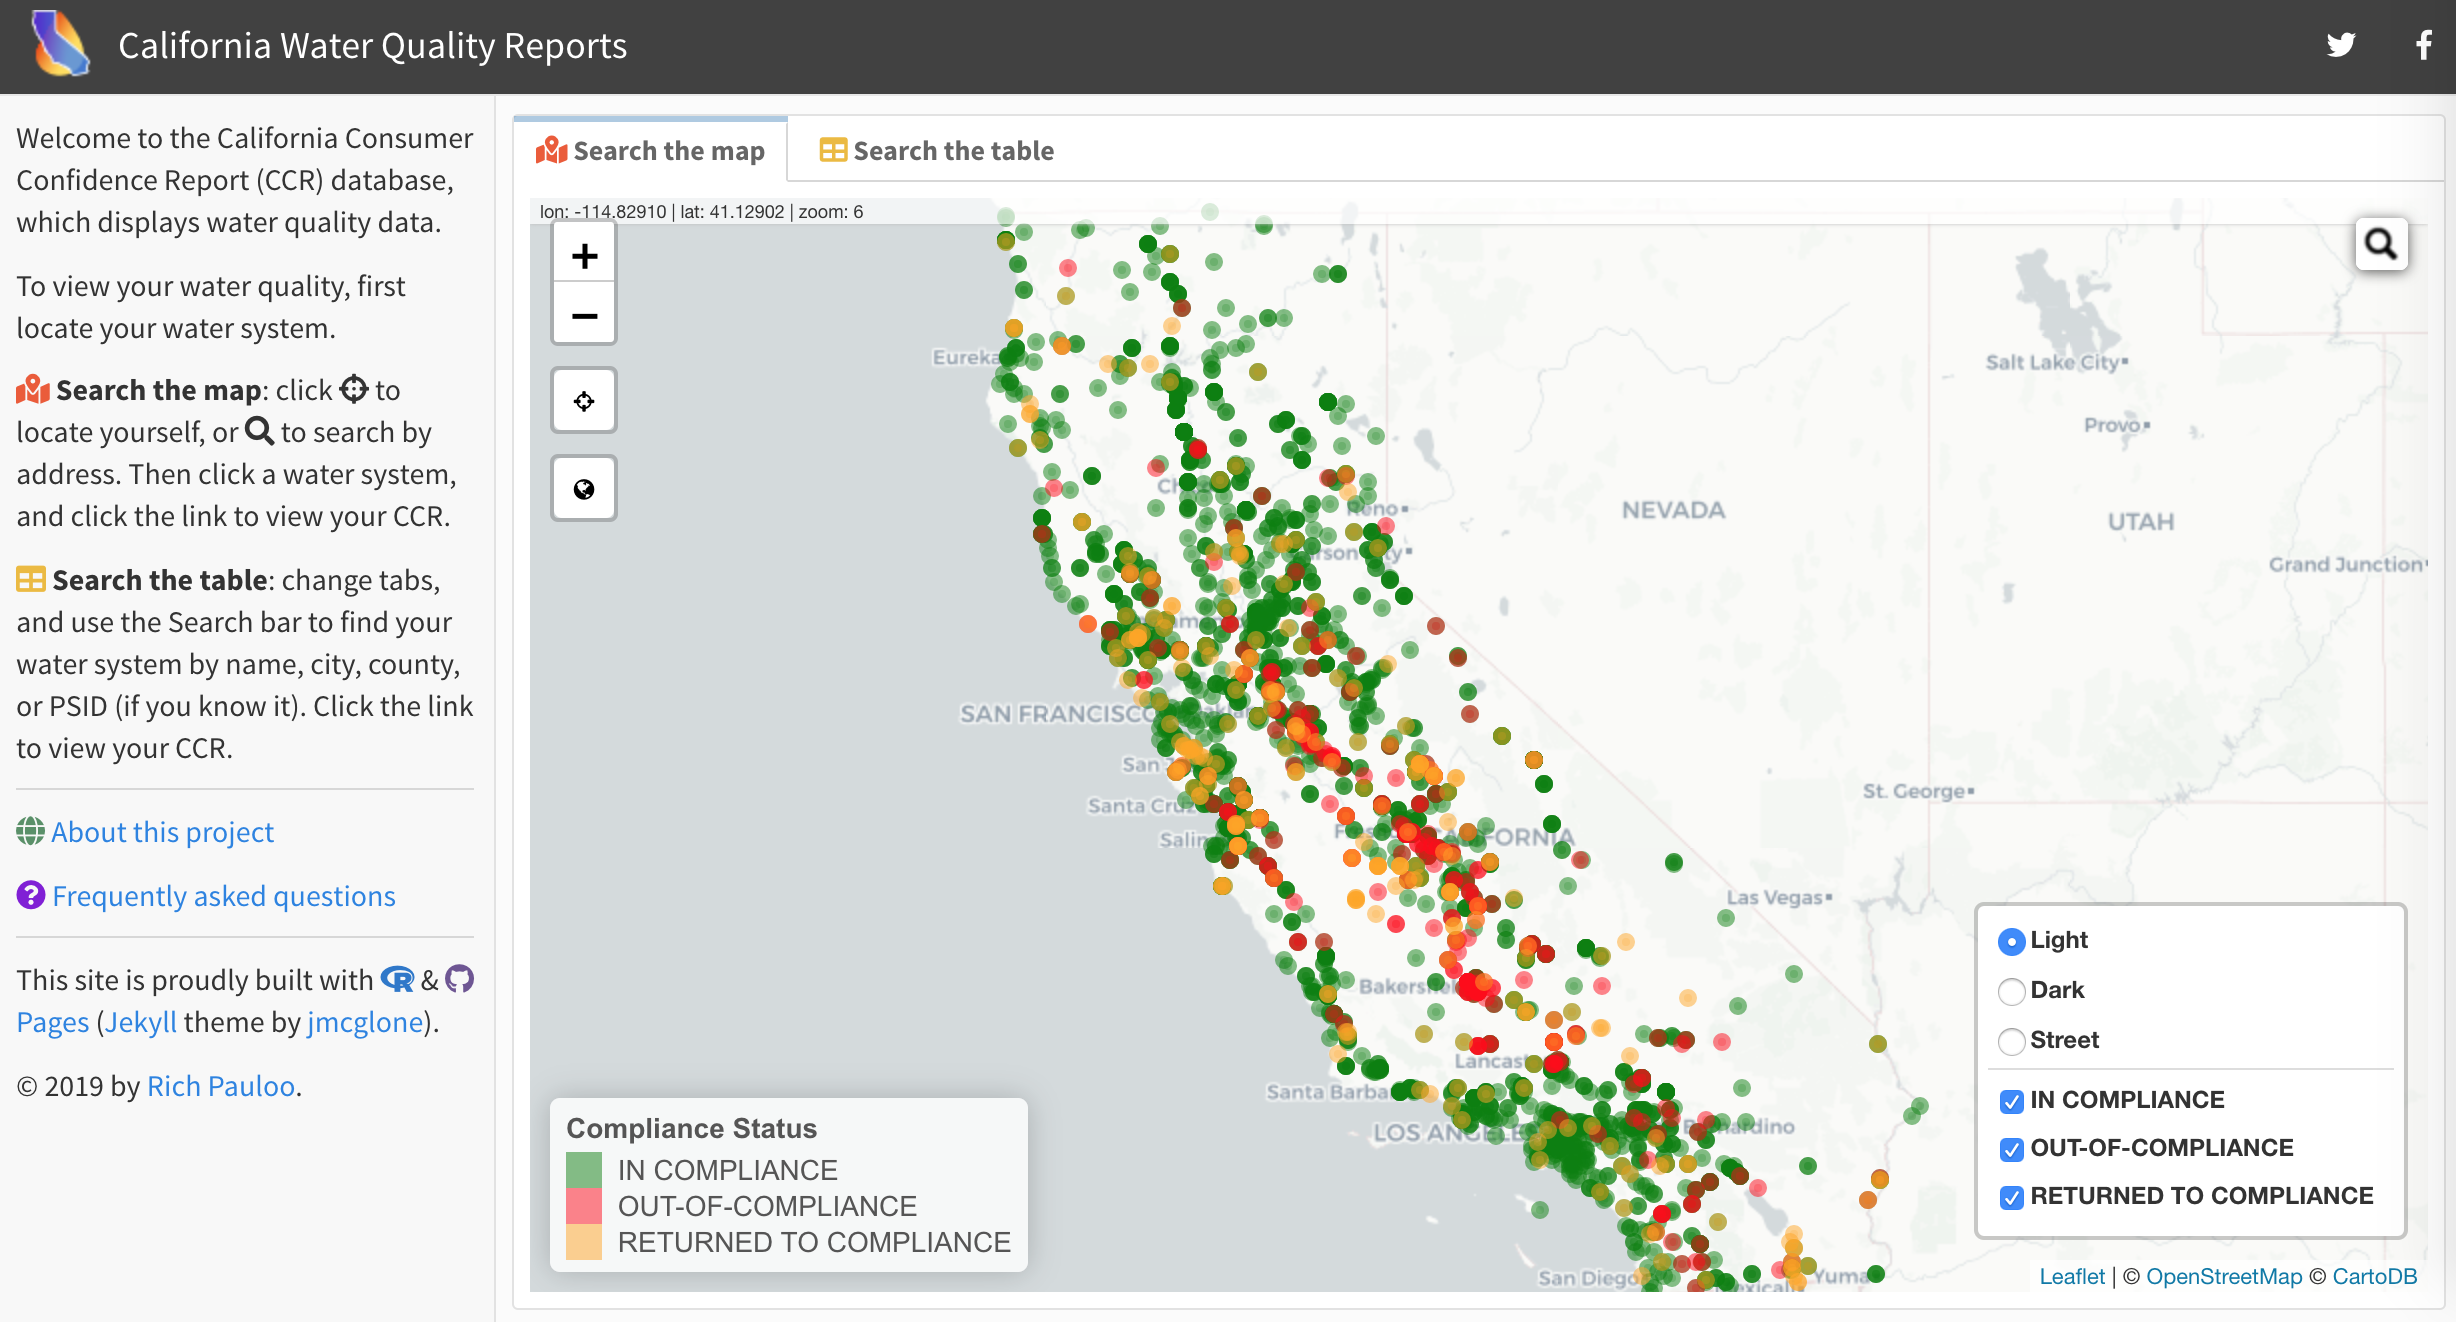 California Water Quality Reports
Welcome to the California Consumer
Confidence Report (CCR) database,
which displays water quality data.
To view your water quality, first
locate your water system.
Search the map: click to
locate yourself, or to search by
address. Then click a water system,
and click the link to view your CCR.
Search the table: change tabs,
and use the Search bar to find your
water system by name, city, county,
or PSID (if you know it). Click the link
to view your CCR.
About this project
Frequently asked questions
This site is proudly built with R &
Pages (Jekyll theme by jmcglone).
© 2019 by Rich Pauloo.
Search the map
Search the table
lon: -114.82910 | lat: 41.12902 | zoom: 6
+
−
Eureka
Salt Lake City
Provo
Reno
NEVADA
UTAH
Grand Junction
SAN FRANCISCO
San
Santa Cruz
St. George
Las Vegas
Santa Barba
LOS ANGELE
San Diego
Yuma
Light
Dark
Street
IN COMPLIANCE
OUT-OF-COMPLIANCE
RETURNED TO COMPLIANCE
Compliance Status
IN COMPLIANCE
OUT-OF-COMPLIANCE
RETURNED TO COMPLIANCE
Leaflet | © OpenStreetMap © CartoDB